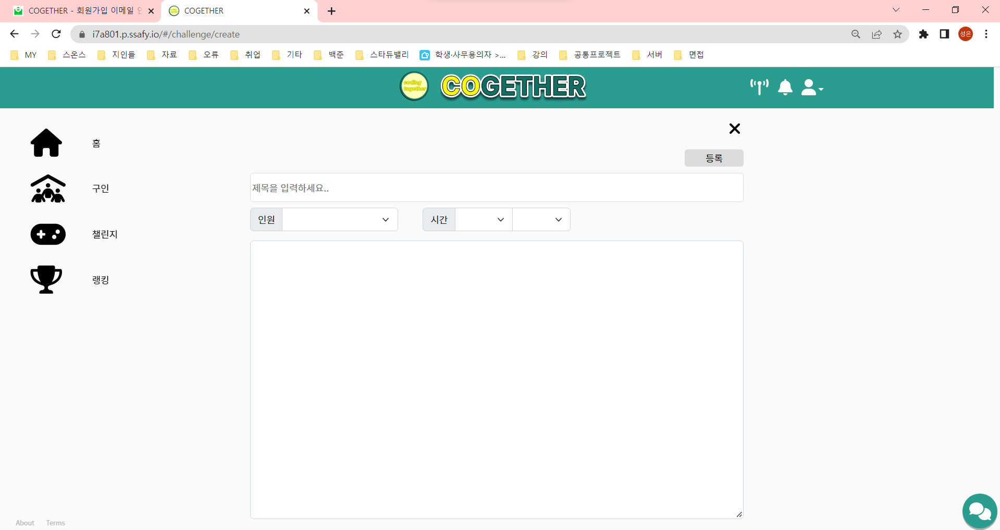 COGETHER - 회원가입 이메일 인
COGETHER
i7a801.p.ssafy.io/#/challenge/create
성은
MY 스온스 지인들 자료 오류 취업 기타 백준 스타듀밸리 학생·사무용의자 >... 강의 공통프로젝트 서버 면접
coding together
COGETHER
홈
등록
구인
제목을 입력하세요..
인원
시간
챌린지
랭킹
About Terms